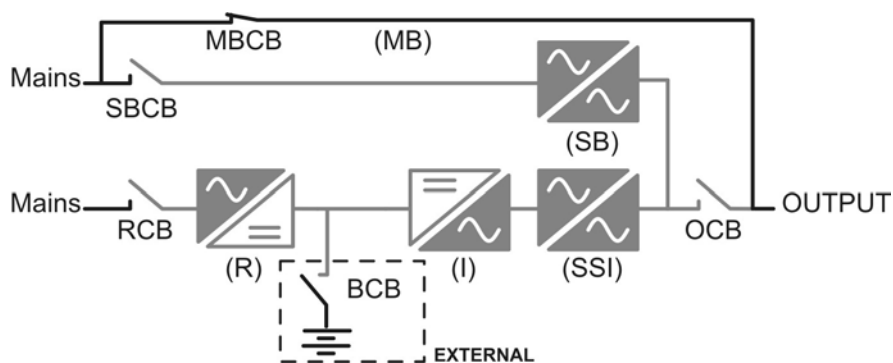 MBCB
(MB)
Mains
SBCB
(SB)
Mains
RCB
OCB
OUTPUT
(R)
(I)
(SSI)
BCB
EXTERNAL